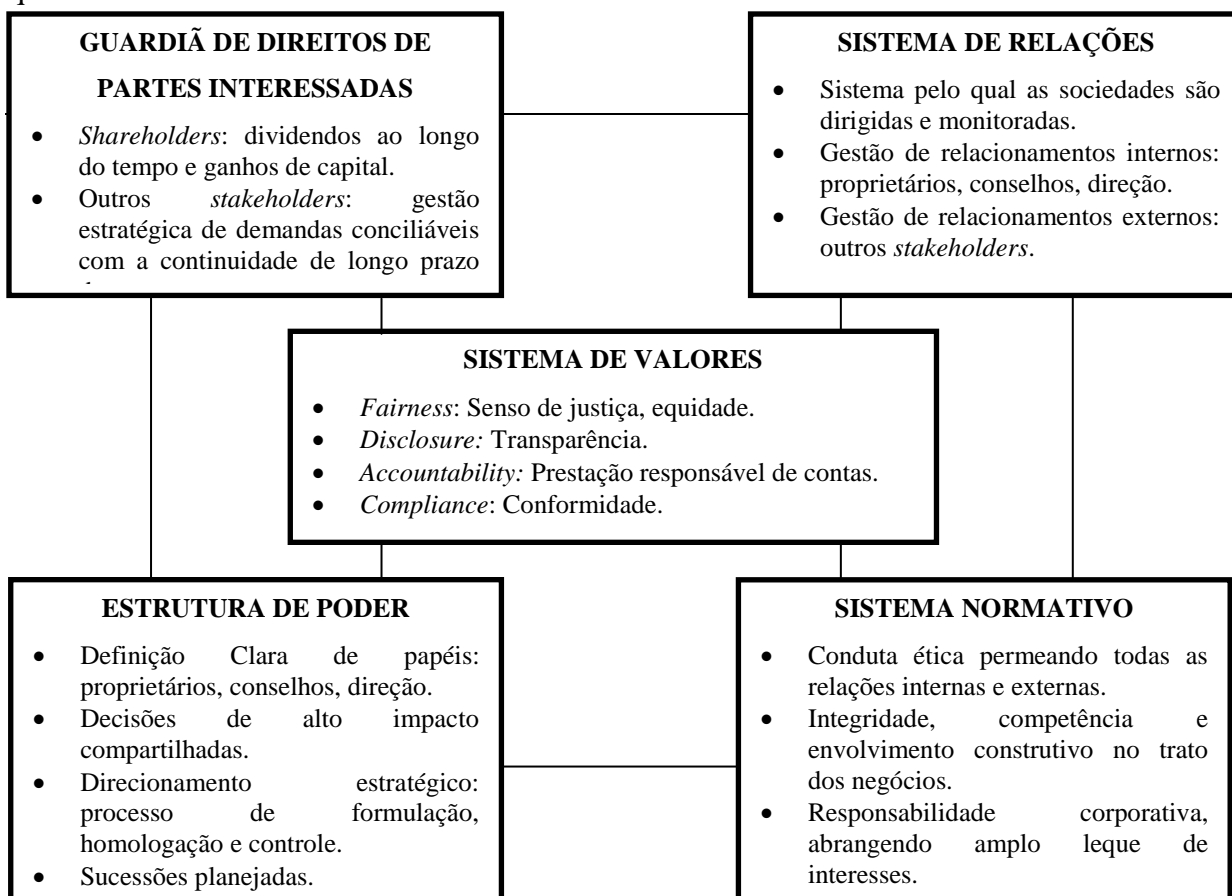 GUARDIÃ DE DIREITOS DE
PARTES INTERESSADAS
• Shareholders: dividendos ao longo
do tempo e ganhos de capital.
• Outros stakeholders: gestão
estratégica de demandas conciliáveis
com a continuidade de longo prazo
SISTEMA DE RELAÇÕES
• Sistema pelo qual as sociedades são
dirigidas e monitoradas.
• Gestão de relacionamentos internos:
proprietários, conselhos, direção.
• Gestão de relacionamentos externos:
outros stakeholders.
SISTEMA DE VALORES
• Fairness: Senso de justiça, equidade.
• Disclosure: Transparência.
• Accountability: Prestação responsável de contas.
• Compliance: Conformidade.
ESTRUTURA DE PODER
• Definição Clara de papéis:
proprietários, conselhos, direção.
• Decisões de alto impacto
compartilhadas.
• Direcionamento estratégico:
processo de formulação,
homologação e controle.
• Sucessões planejadas.
SISTEMA NORMATIVO
• Conduta ética permeando todas as
relações internas e externas.
• Integridade, competência e
envolvimento construtivo no trato
dos negócios.
• Responsabilidade corporativa,
abrangendo amplo leque de
interesses.